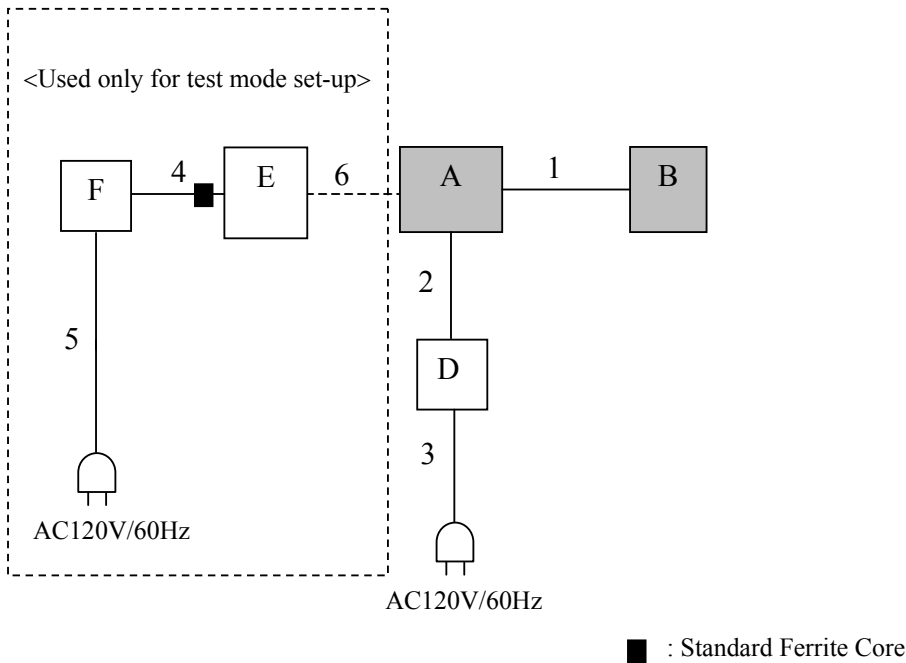 <Used only for test mode set-up>
F
4
E
6
A
1
B
2
5
D
3
AC120V/60Hz
AC120V/60Hz
: Standard Ferrite Core